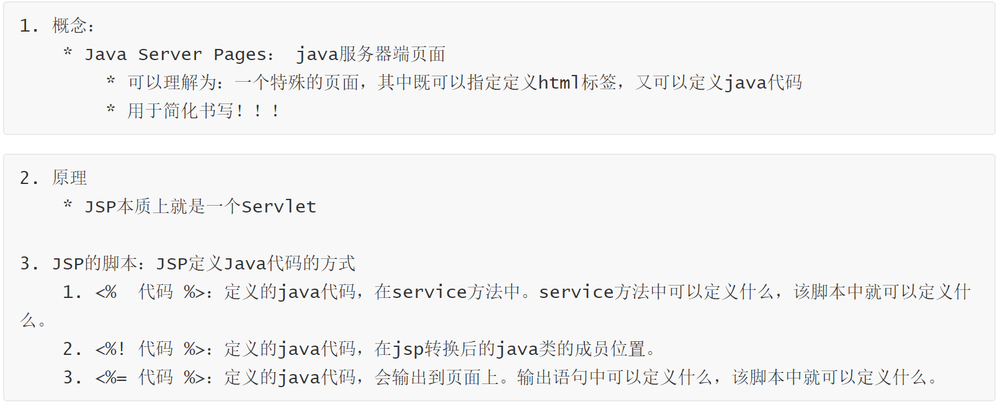 1. 概念：
* Java Server Pages： java服务器端页面
* 可以理解为：一个特殊的页面，其中既可以指定定义html标签，又可以定义java代码
* 用于简化书写！！！
2. 原理
* JSP本质上就是一个Servlet
3. JSP的脚本：JSP定义Java代码的方式
1. <%  代码 %>：定义的java代码，在service方法中。service方法中可以定义什么，该脚本中就可以定义什
么。
2. <%! 代码 %>：定义的java代码，在jsp转换后的java类的成员位置。
3. <%= 代码 %>：定义的java代码，会输出到页面上。输出语句中可以定义什么，该脚本中就可以定义什么。